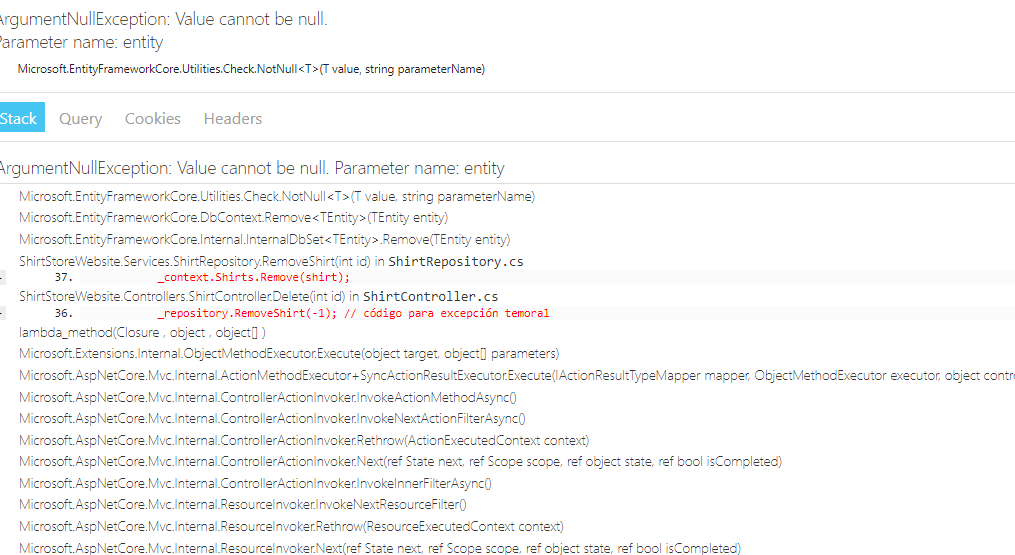 ArgumentNullException: Value cannot be null.
Parameter name: entity
Microsoft.EntityFrameworkCore.Utilities.Check.NotNull<T>(T value, string parameterName)
Stack Query Cookies Headers
ArgumentNullException: Value cannot be null. Parameter name: entity
Microsoft.EntityFrameworkCore.Utilities.Check.NotNull<T>(T value, string parameterName)
Microsoft.EntityFrameworkCore.DbContext.Remove<TEntity>(TEntity entity)
Microsoft.EntityFrameworkCore.Internal.InternalDbSet<TEntity>.Remove(TEntity entity)
ShirtStoreWebsite.Services.ShirtRepository.RemoveShirt(int id) in ShirtRepository.cs
37. _context.Shirts.Remove(shirt);
ShirtStoreWebsite.Controllers.ShirtController.Delete(int id) in ShirtController.cs
36. _repository.RemoveShirt(-1); // código para excepción temoral
lambda_method(Closure , object , object[] )
Microsoft.Extensions.Internal.ObjectMethodExecutor.Execute(object target, object[] parameters)
Microsoft.AspNetCore.Mvc.Internal.ActionMethodExecutor+SyncActionResultExecutor.Execute(IActionResultTypeMapper mapper, ObjectMethodExecutor executor, object contro
Microsoft.AspNetCore.Mvc.Internal.ControllerActionInvoker.InvokeActionMethodAsync()
Microsoft.AspNetCore.Mvc.Internal.ControllerActionInvoker.InvokeNextActionFilterAsync()
Microsoft.AspNetCore.Mvc.Internal.ControllerActionInvoker.Rethrow(ActionExecutedContext context)
Microsoft.AspNetCore.Mvc.Internal.ControllerActionInvoker.Next(ref State next, ref Scope scope, ref object state, ref bool isCompleted)
Microsoft.AspNetCore.Mvc.Internal.ControllerActionInvoker.InvokeInnerFilterAsync()
Microsoft.AspNetCore.Mvc.Internal.ResourceInvoker.InvokeNextResourceFilter()
Microsoft.AspNetCore.Mvc.Internal.ResourceInvoker.Rethrow(ResourceExecutedContext context)
Microsoft.AspNetCore.Mvc.Internal.ResourceInvoker.Next(ref State next, ref Scope scope, ref object state, ref bool isCompleted)